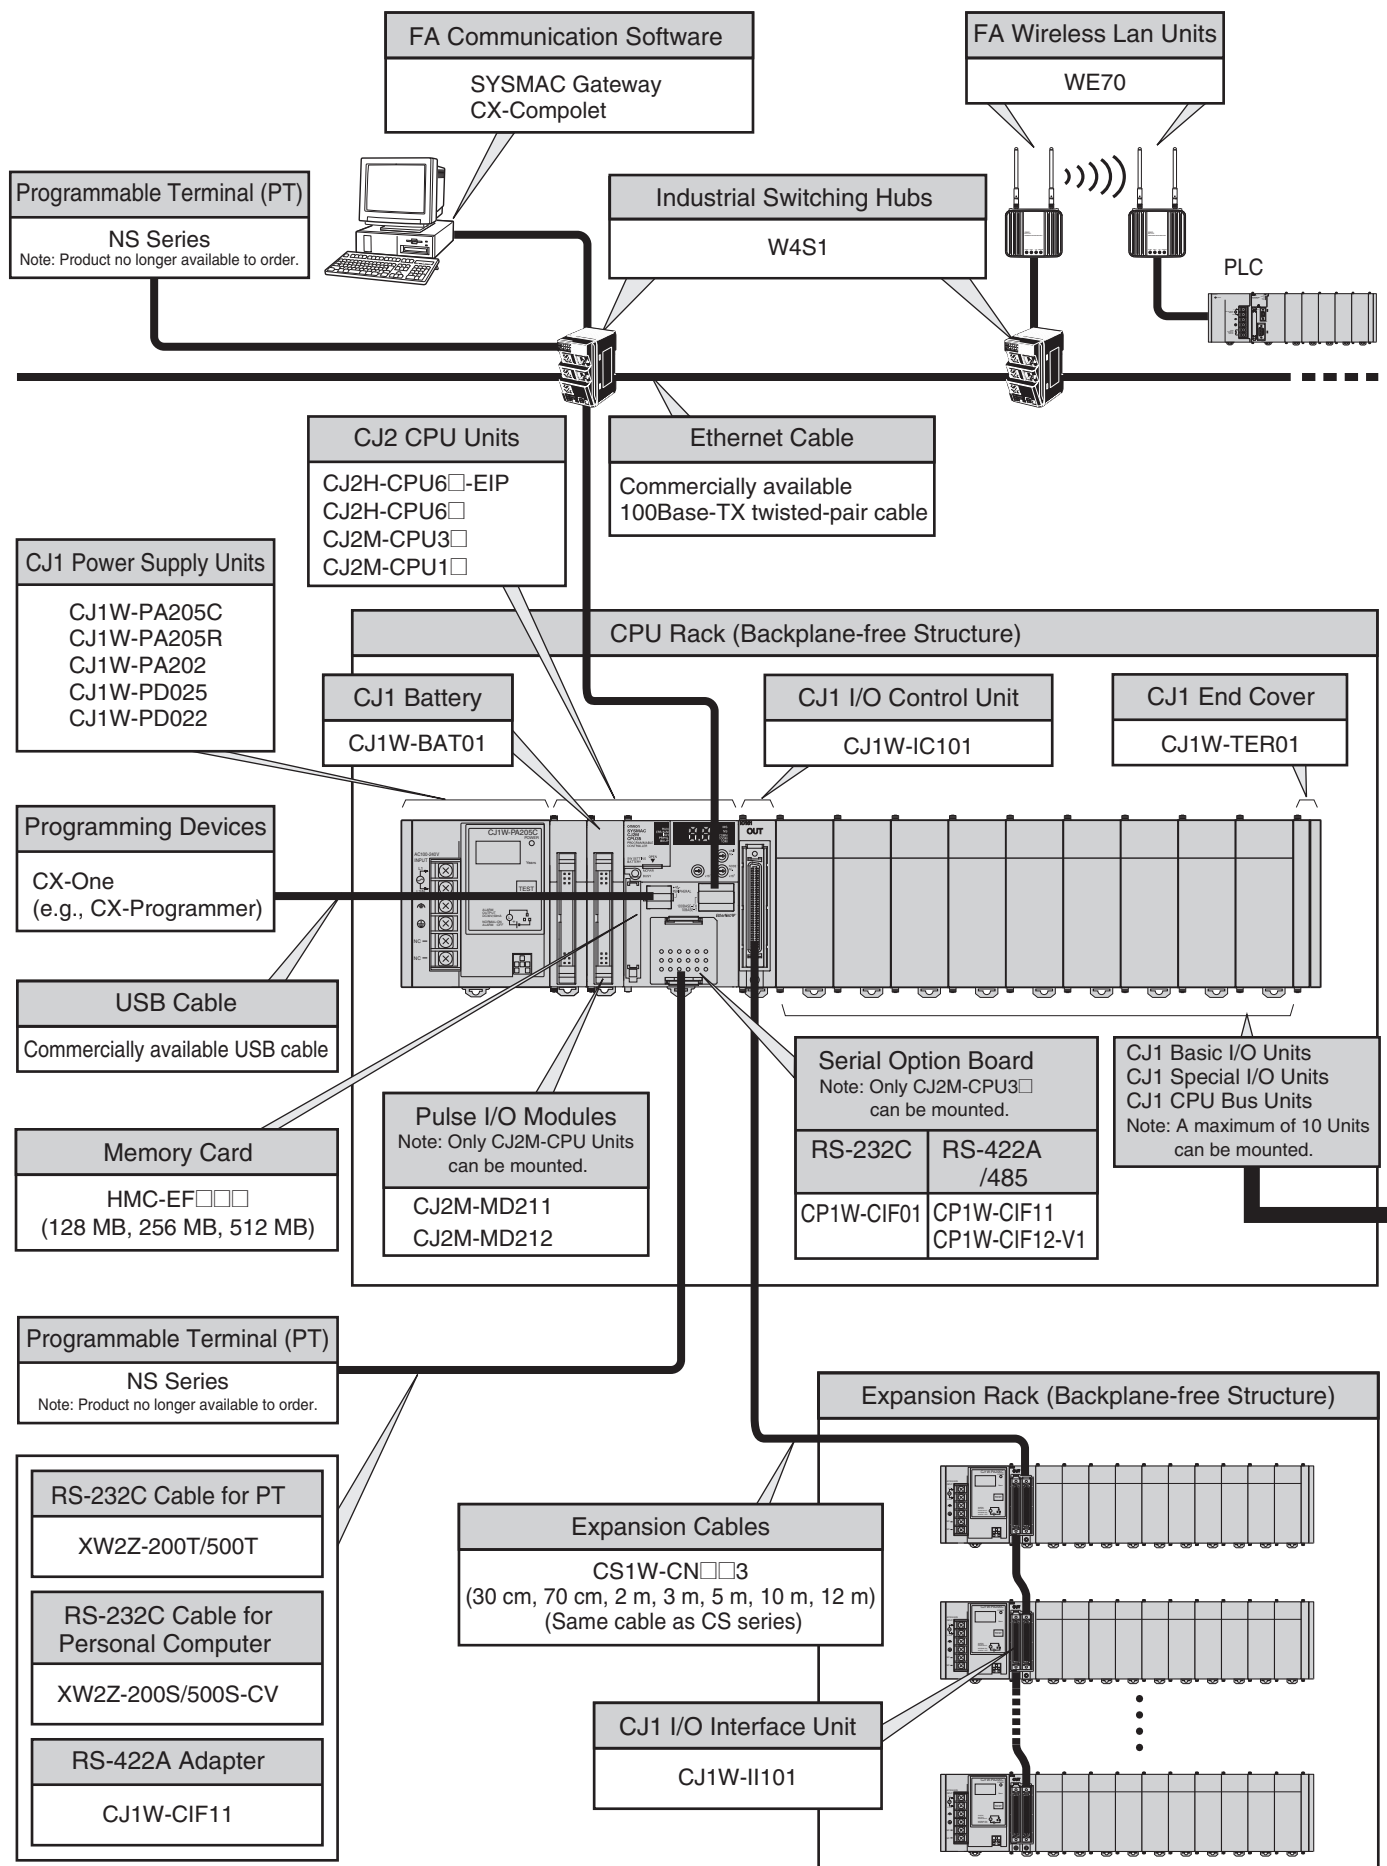 FA Communication Software
SYSMAC Gateway
CX-Compolet
FA Wireless Lan Units
WE70
Programmable Terminal (PT)
NS Series
Note: Product no longer available to order.
Industrial Switching Hubs
W4S1
PLC
CJ2 CPU Units
CJ2H-CPU6□-EIP
CJ2H-CPU6□
CJ2M-CPU3□
CJ2M-CPU1□
Ethernet Cable
Commercially available
100Base-TX twisted-pair cable
CJ1 Power Supply Units
CJ1W-PA205C
CJ1W-PA205R
CJ1W-PA202
CJ1W-PD025
CJ1W-PD022
CPU Rack (Backplane-free Structure)
CJ1 Battery
CJ1W-BAT01
CJ1 I/O Control Unit
CJ1W-IC101
CJ1 End Cover
CJ1W-TER01
Programming Devices
CX-One
(e.g., CX-Programmer)
CJ1W-PA205C
POWER
AC100-240V
INPUT
TEST
NC
NC
OUT
USB Cable
Commercially available USB cable
Memory Card
HMC-EF□□□
(128 MB, 256 MB, 512 MB)
Pulse I/O Modules
Note: Only CJ2M-CPU Units
can be mounted.
CJ2M-MD211
CJ2M-MD212
Serial Option Board
Note: Only CJ2M-CPU3□
can be mounted.
RS-232C
RS-422A
/485
CP1W-CIF01
CP1W-CIF11
CP1W-CIF12-V1
CJ1 Basic I/O Units
CJ1 Special I/O Units
CJ1 CPU Bus Units
Note: A maximum of 10 Units
can be mounted.
Programmable Terminal (PT)
NS Series
Note: Product no longer available to order.
RS-232C Cable for PT
XW2Z-200T/500T
RS-232C Cable for
Personal Computer
XW2Z-200S/500S-CV
RS-422A Adapter
CJ1W-CIF11
Expansion Cables
CS1W-CN□□3
(30 cm, 70 cm, 2 m, 3 m, 5 m, 10 m, 12 m)
(Same cable as CS series)
Expansion Rack (Backplane-free Structure)
CJ1 I/O Interface Unit
CJ1W-II101